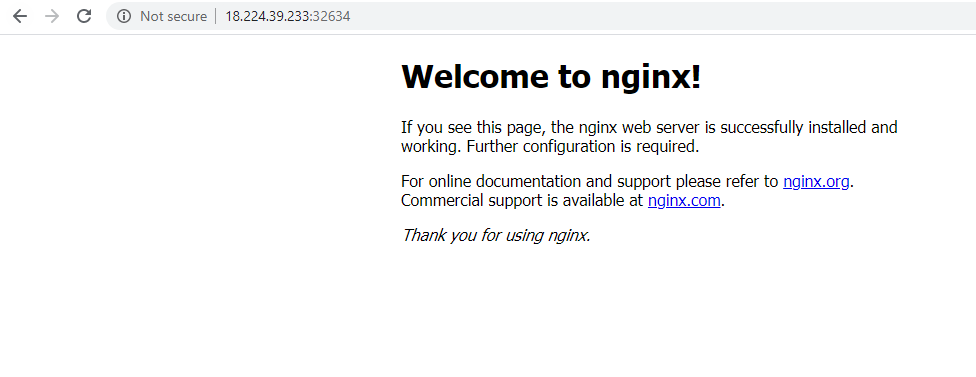 Not secure 18.224.39.233:32634
Welcome to nginx!
If you see this page, the nginx web server is successfully installed and
working. Further configuration is required.
For online documentation and support please refer to nginx.org.
Commercial support is available at nginx.com.
Thank you for using nginx.